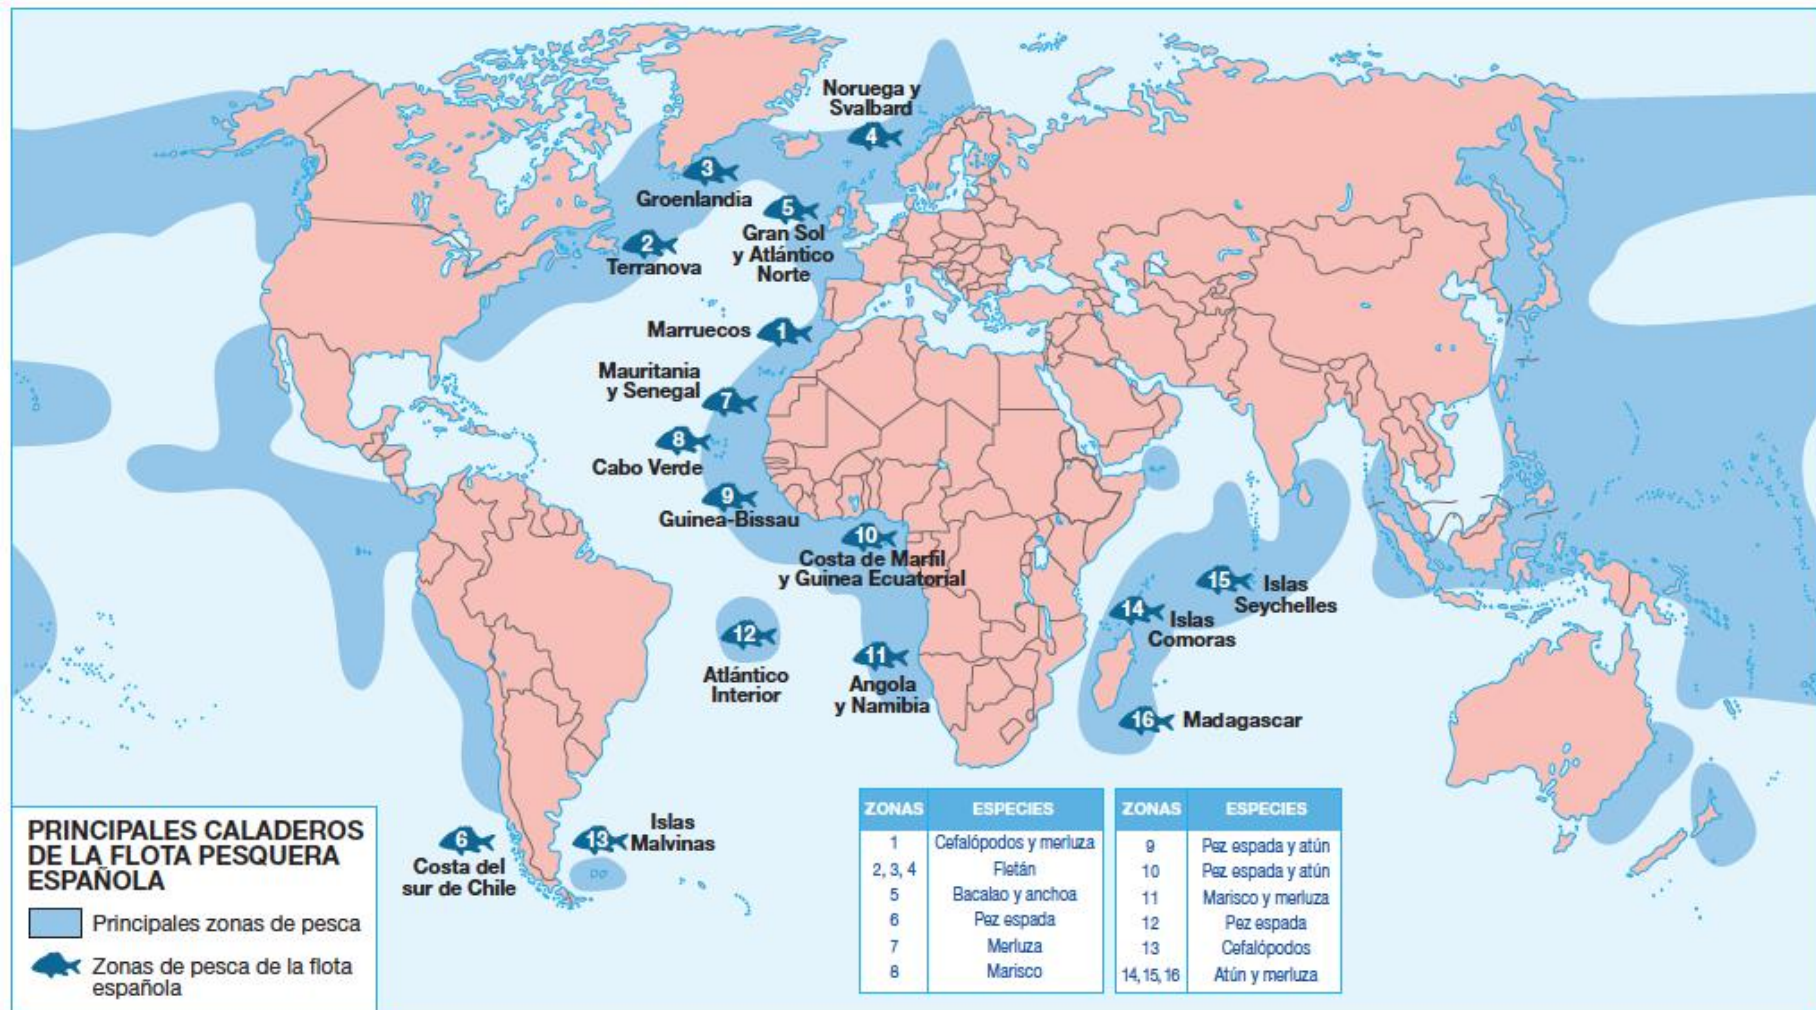 Noruega y
Svalbard
4
3
Groenlandia
5
Gran Sol
y Atlántico
Norte
2
Terranova
Marruecos
1
Mauritania
y Senegal
7
8
Cabo Verde
9
Guinea-Bissau
10
Costa de Marfil
y Guinea Ecuatorial
15
Islas
Seychelles
14
Islas
Comoras
12
Atlántico
Interior
11
Angola
y Namibia
16
Madagascar
6
Costa del
sur de Chile
13
Islas
Malvinas
PRINCIPALES CALADEROS
DE LA FLOTA PESQUERA
ESPAÑOLA
Principales zonas de pesca
Zonas de pesca de la flota
española
ZONAS ESPECIES
1 Cefalópodos y merluza
2, 3, 4 Fletán
5 Bacalao y anchoa
6 Pez espada
7 Merluza
8 Marisco
ZONAS ESPECIES
9 Pez espada y atún
10 Pez espada y atún
11 Marisco y merluza
12 Pez espada
13 Cefalópodos
14, 15, 16 Atún y merluza